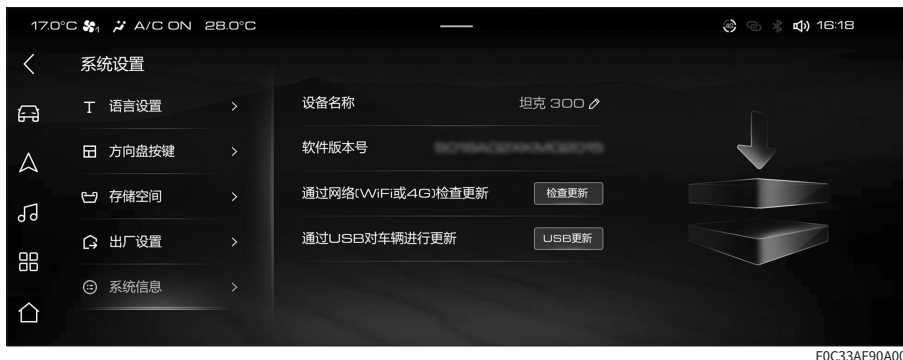 17.0°C 1 A/C ON 28.0°C 4G 16:18
系统设置
T 语言设置 >
设备名称 坦克 300
方向盘按键 >
软件版本号
存储空间 >
通过网络(WiFi或4G)检查更新 检查更新
出厂设置 >
通过USB对车辆进行更新 USB更新
系统信息 >
F0C33AE90A00